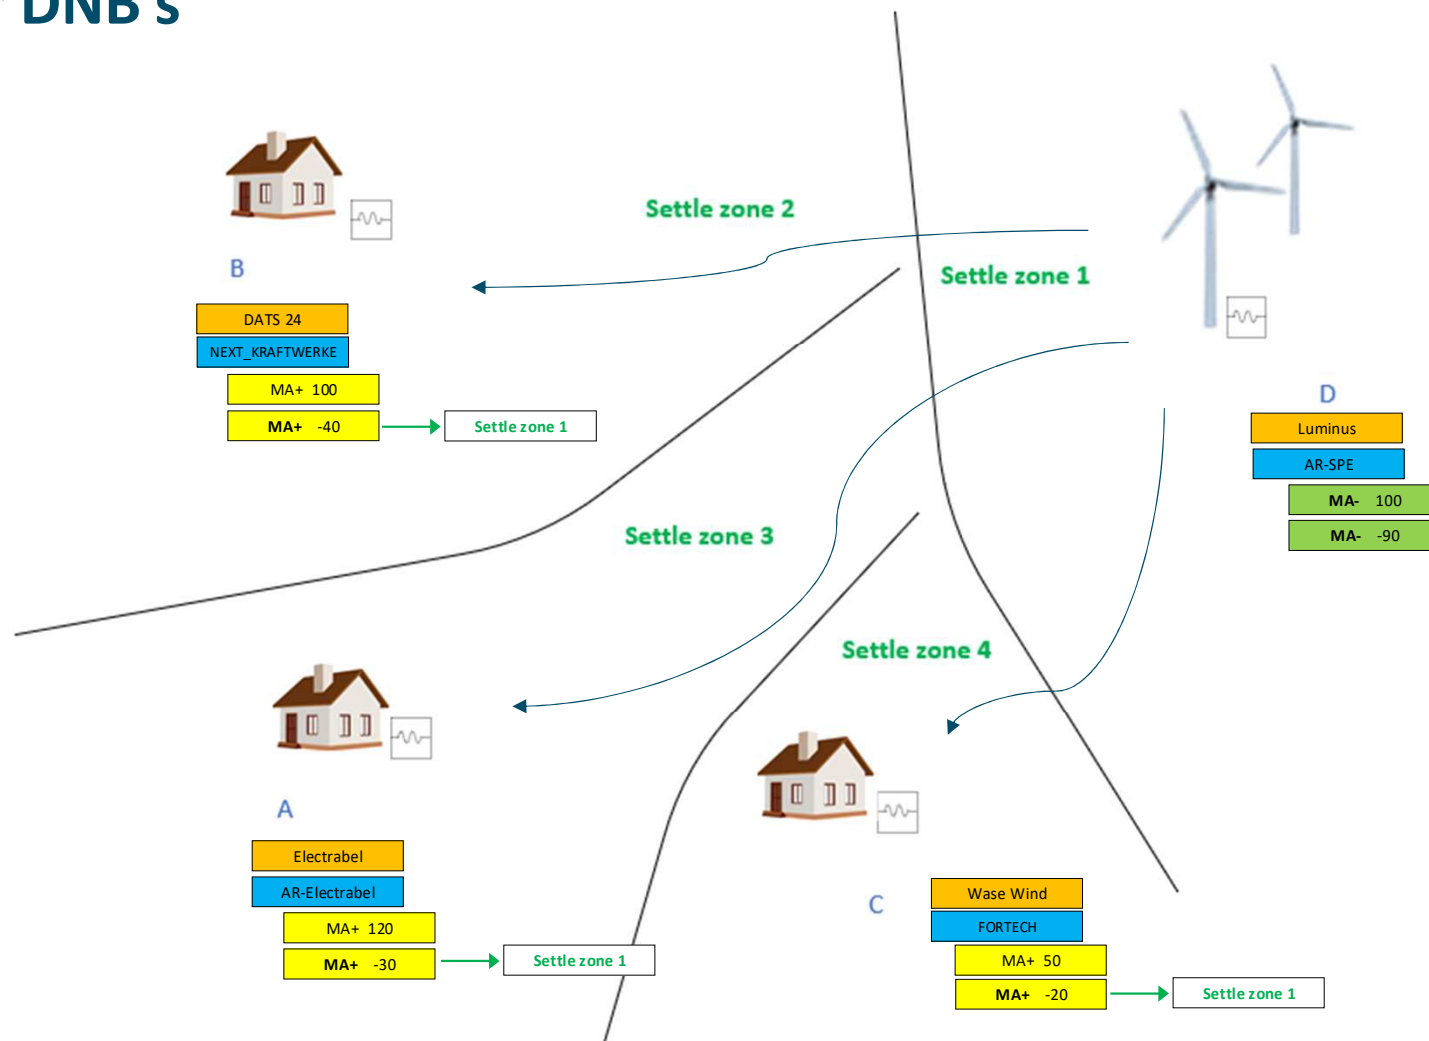 DNB's
Settle zone 2
Settle zone 1
B
DATS 24
NEXT_KRAFTWERKE
MA+ 100
MA+ -40
Settle zone 1
D
Luminus
AR-SPE
MA- 100
MA- -90
Settle zone 3
Settle zone 4
A
Electrabel
AR-Electrabel
MA+ 120
MA+ -30
Settle zone 1
C
Wase Wind
FORTECH
MA+ 50
MA+ -20
Settle zone 1